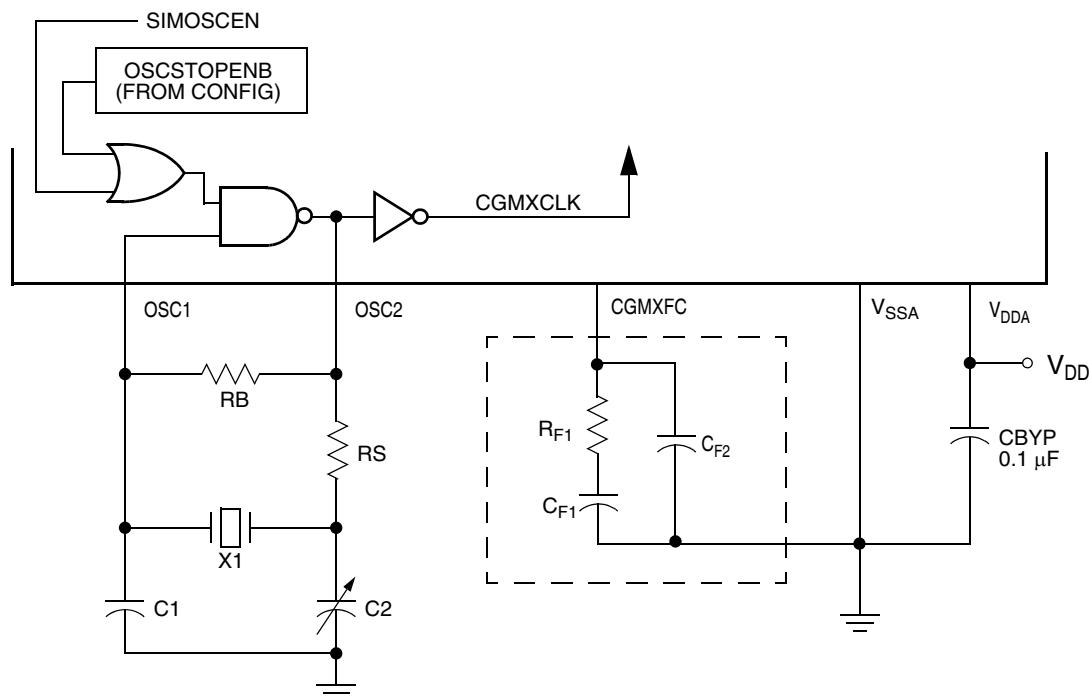 SIMOSCEN
OSCSTOPENB
(FROM CONFIG)
CGMXCLK
OSC1
OSC2
CGMXFC
VSSA
VDDA
VDD
RB
RF1
CF2
CBYP
0.1 μF
RS
CF1
X1
C1
C2